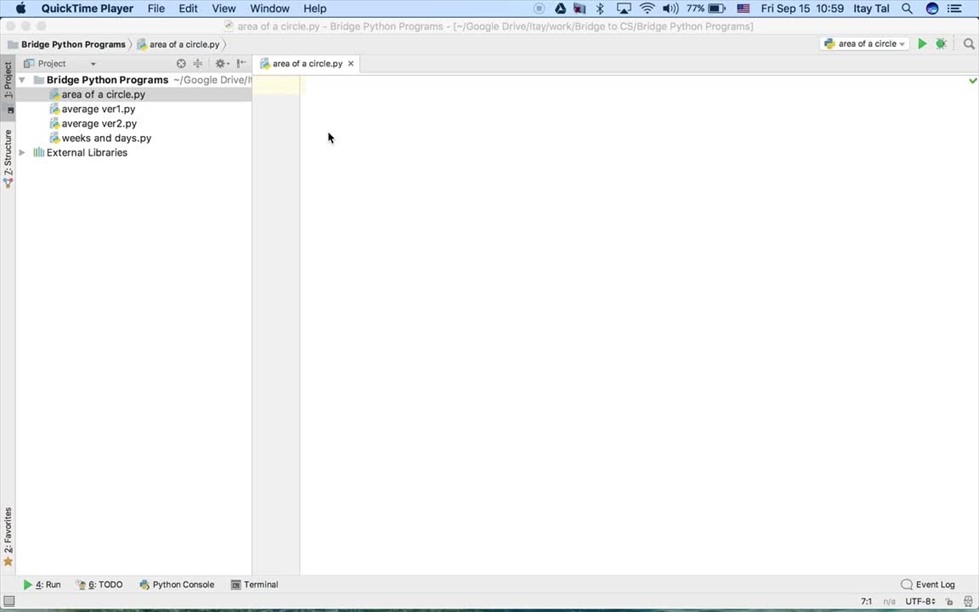 QuickTime Player File Edit View Window Help 77% Fri Sep 15 10:59 Itay Tal
area of a circle.py – Bridge Python Programs - [~/Google Drive/Itay/work/Bridge to CS/Bridge Python Programs]
Bridge Python Programs area of a circle.py area of a circle
Project area of a circle.py
1: Project
Bridge Python Programs ~/Google Drive/I
area of a circle.py
average ver1.py
average ver2.py
weeks and days.py
External Libraries
7: Structure
2: Favorites
4: Run 6: TODO Python Console Terminal Event Log
7:1 n/a UTF-8